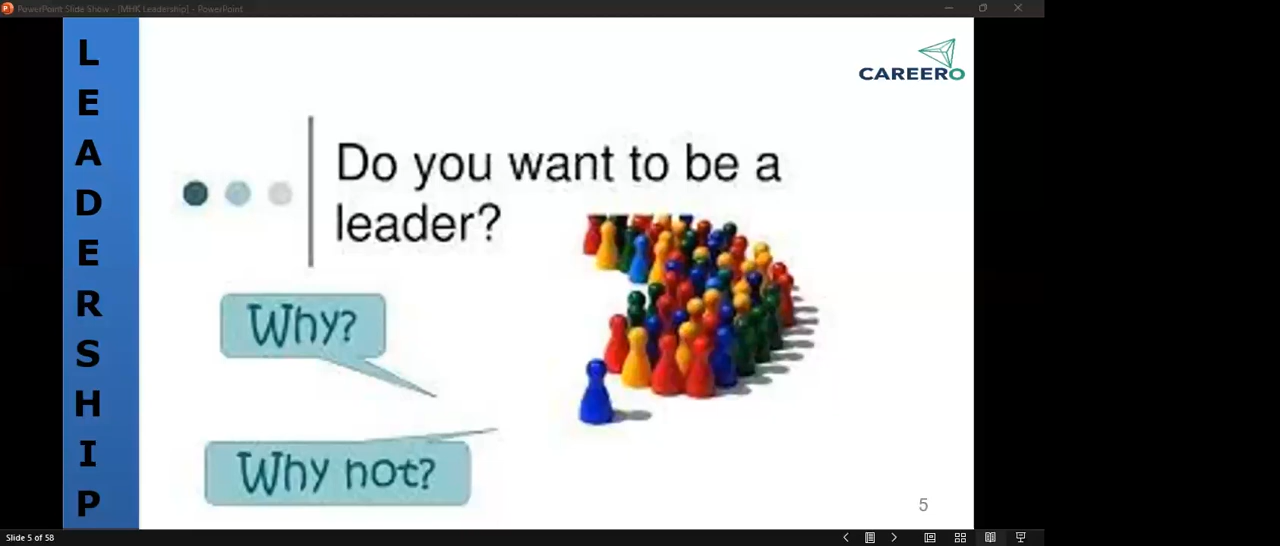 PowerPoint Slide Show - [MHK Leadership] - PowerPoint
L
E
A
D
E
R
S
H
I
P
CAREERO
Do you want to be a
leader?
Why?
Why not?
5
Slide 5 of 58